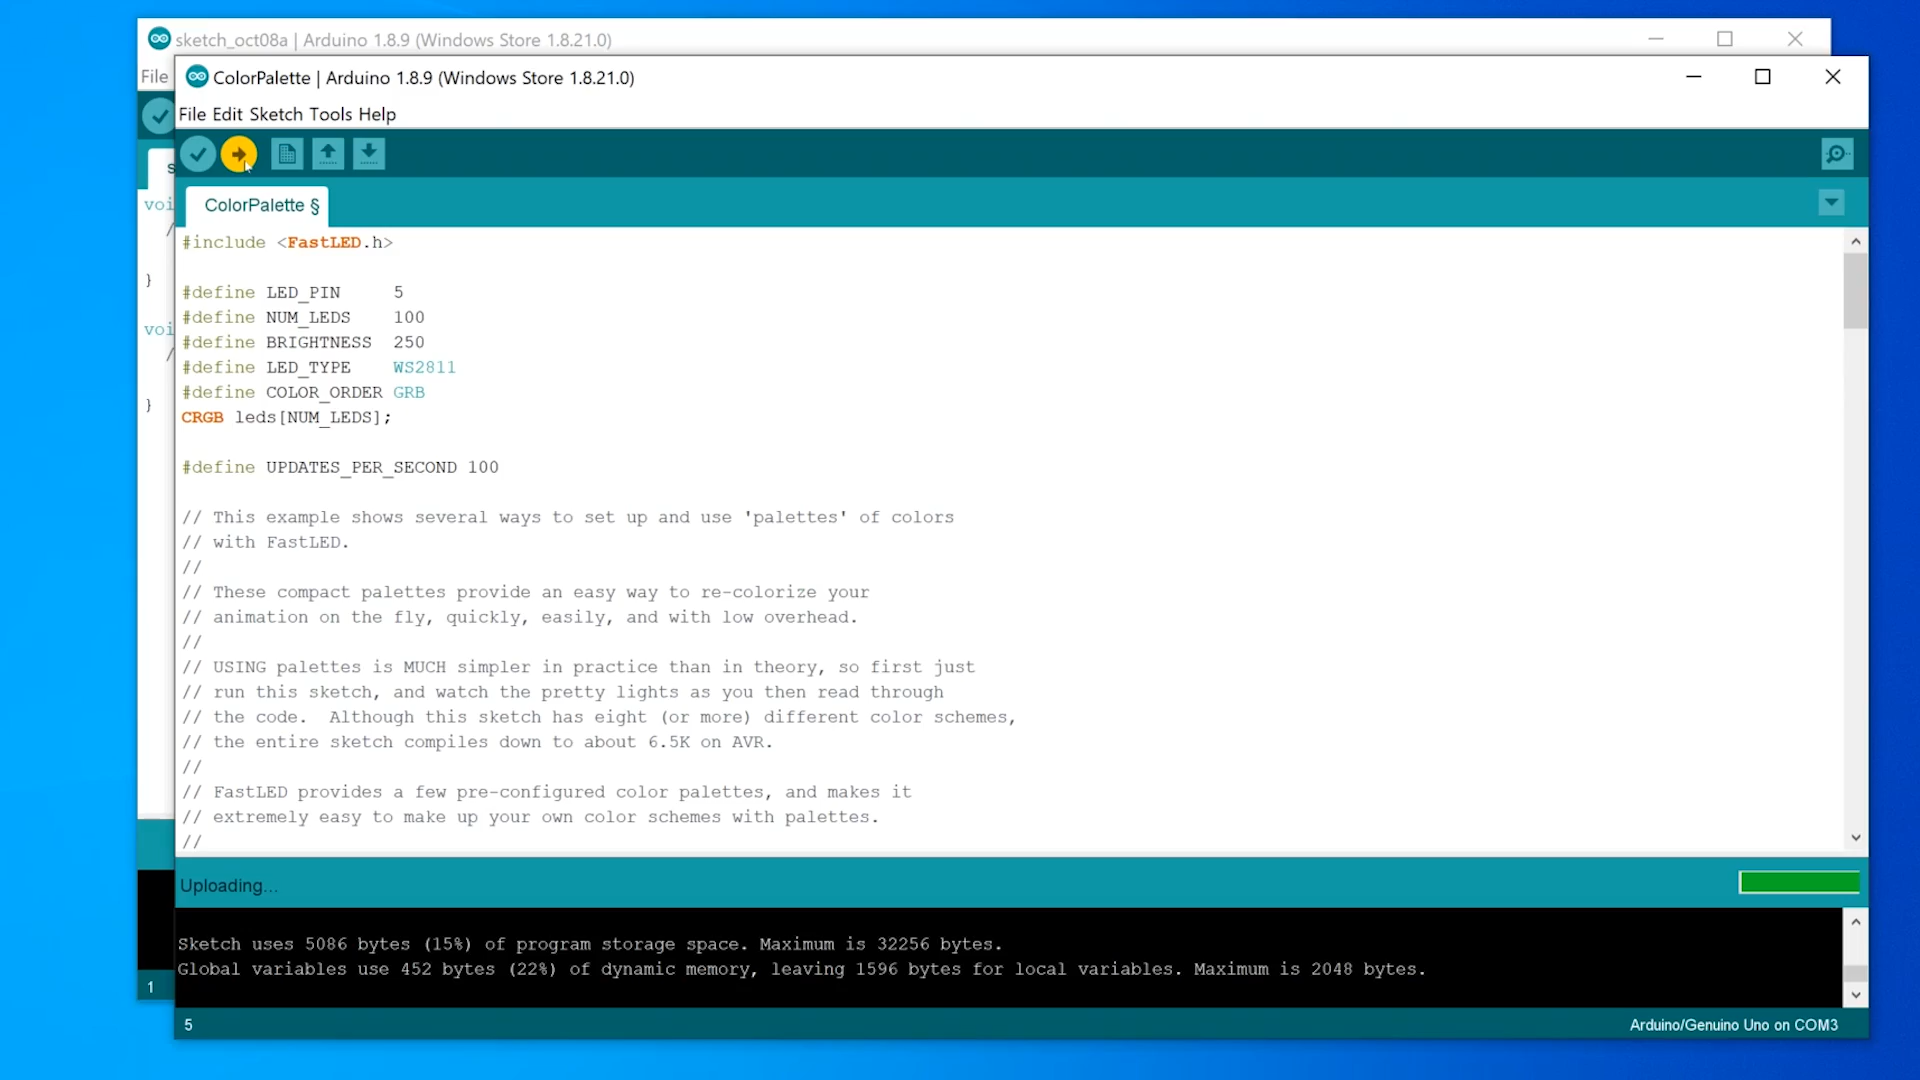 sketch_oct08a | Arduino 1.8.9 (Windows Store 1.8.21.0)
File
ColorPalette | Arduino 1.8.9 (Windows Store 1.8.21.0)
File Edit Sketch Tools Help
s
ColorPalette §
voi
/
}
voi
/
}
#include <FastLED.h>
#define LED_PIN     5
#define NUM_LEDS    100
#define BRIGHTNESS  250
#define LED_TYPE    WS2811
#define COLOR_ORDER GRB
CRGB leds[NUM_LEDS];
#define UPDATES_PER_SECOND 100
// This example shows several ways to set up and use 'palettes' of colors
// with FastLED.
//
// These compact palettes provide an easy way to re-colorize your
// animation on the fly, quickly, easily, and with low overhead.
//
// USING palettes is MUCH simpler in practice than in theory, so first just
// run this sketch, and watch the pretty lights as you then read through
// the code.  Although this sketch has eight (or more) different color schemes,
// the entire sketch compiles down to about 6.5K on AVR.
//
// FastLED provides a few pre-configured color palettes, and makes it
// extremely easy to make up your own color schemes with palettes.
//
Uploading...
Sketch uses 5086 bytes (15%) of program storage space. Maximum is 32256 bytes.
Global variables use 452 bytes (22%) of dynamic memory, leaving 1596 bytes for local variables. Maximum is 2048 bytes.
1
5
Arduino/Genuino Uno on COM3